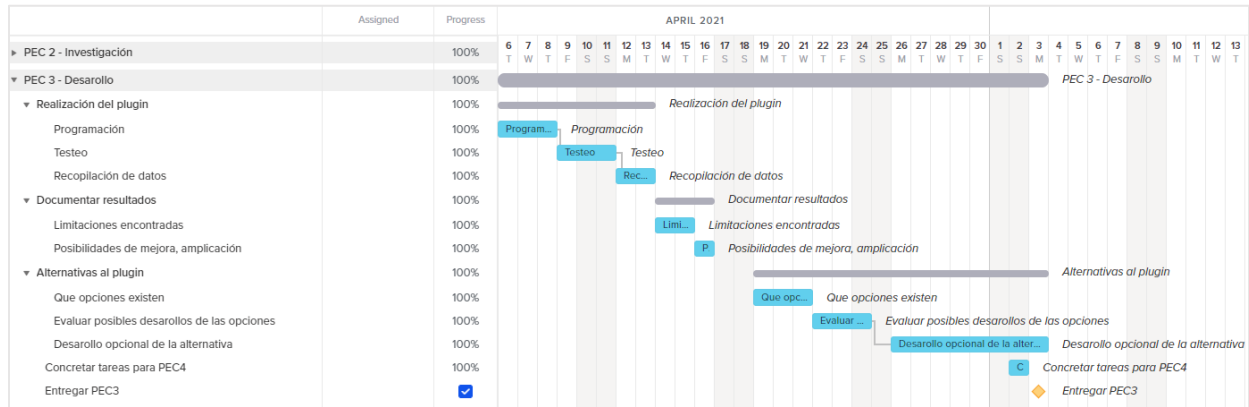 Assigned Progress APRIL 2021
6 7 8 9 10 11 12 13 14 15 16 17 18 19 20 21 22 23 24 25 26 27 28 29 30 1 2 3 4 5 6 7 8 9 10 11 12 13
T W T F S S M T W T F S S M T W T F S S M T W T F S S M T W T F S S M T W T
PEC 2 - Investigación 100%
PEC 3 - Desarollo 100% PEC 3 - Desarollo
Realización del plugin 100% Realización del plugin
Programación 100% Program... Programación
Testeo 100% Testeo Testeo
Recopilación de datos 100% Rec... Recopilación de datos
Documentar resultados 100% Documentar resultados
Limitaciones encontradas 100% Limi... Limitaciones encontradas
Posibilidades de mejora, amplicación 100% P Posibilidades de mejora, amplicación
Alternativas al plugin 100% Alternativas al plugin
Que opciones existen 100% Que opc... Que opciones existen
Evaluar posibles desarollos de las opciones 100% Evaluar ... Evaluar posibles desarollos de las opciones
Desarollo opcional de la alternativa 100% Desarollo opcional de la alter... Desarollo opcional de la alternativa
Concretar tareas para PEC4 100% C Concretar tareas para PEC4
Entregar PEC3 Entregar PEC3